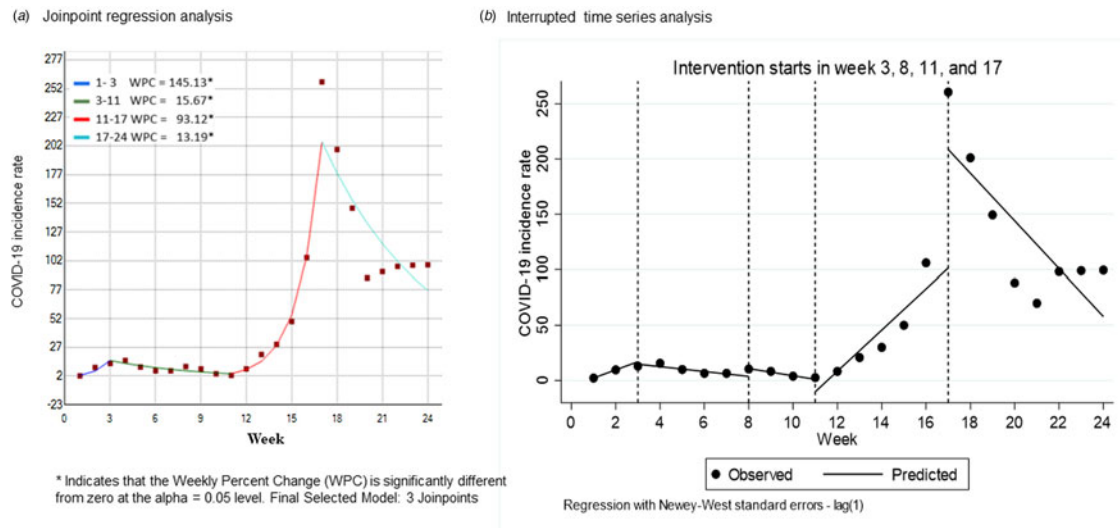 (a) Joinpoint regression analysis
277
252
227
202
177
152
127
102
77
52
27
2
-23
COVID-19 incidence rate
1- 3 WPC = 145.13*
3-11 WPC = 15.67*
11-17 WPC = 93.12*
17-24 WPC = 13.19*
0 3 6 9 12 15 18 21 24
Week
* Indicates that the Weekly Percent Change (WPC) is significantly different
from zero at the alpha = 0.05 level. Final Selected Model: 3 Joinpoints
(b) Interrupted time series analysis
Intervention starts in week 3, 8, 11, and 17
250
200
150
100
50
0
COVID-19 incidence rate
0 2 4 6 8 10 12 14 16 18 20 22 24
Week
Observed Predicted
Regression with Newey-West standard errors - lag(1)